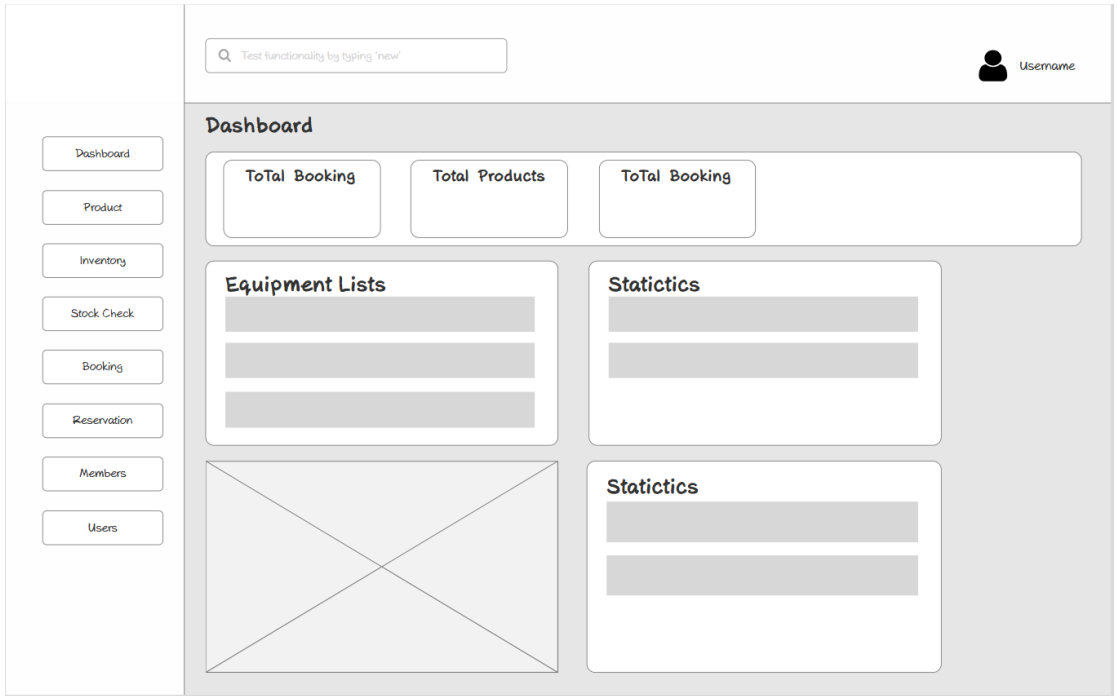 Test functionality by typing 'new'
Username
Dashboard
Product
Inventory
Stock Check
Booking
Reservation
Members
Users
Dashboard
ToTal Booking
Total Products
ToTal Booking
Equipment Lists
Statictics
Statictics